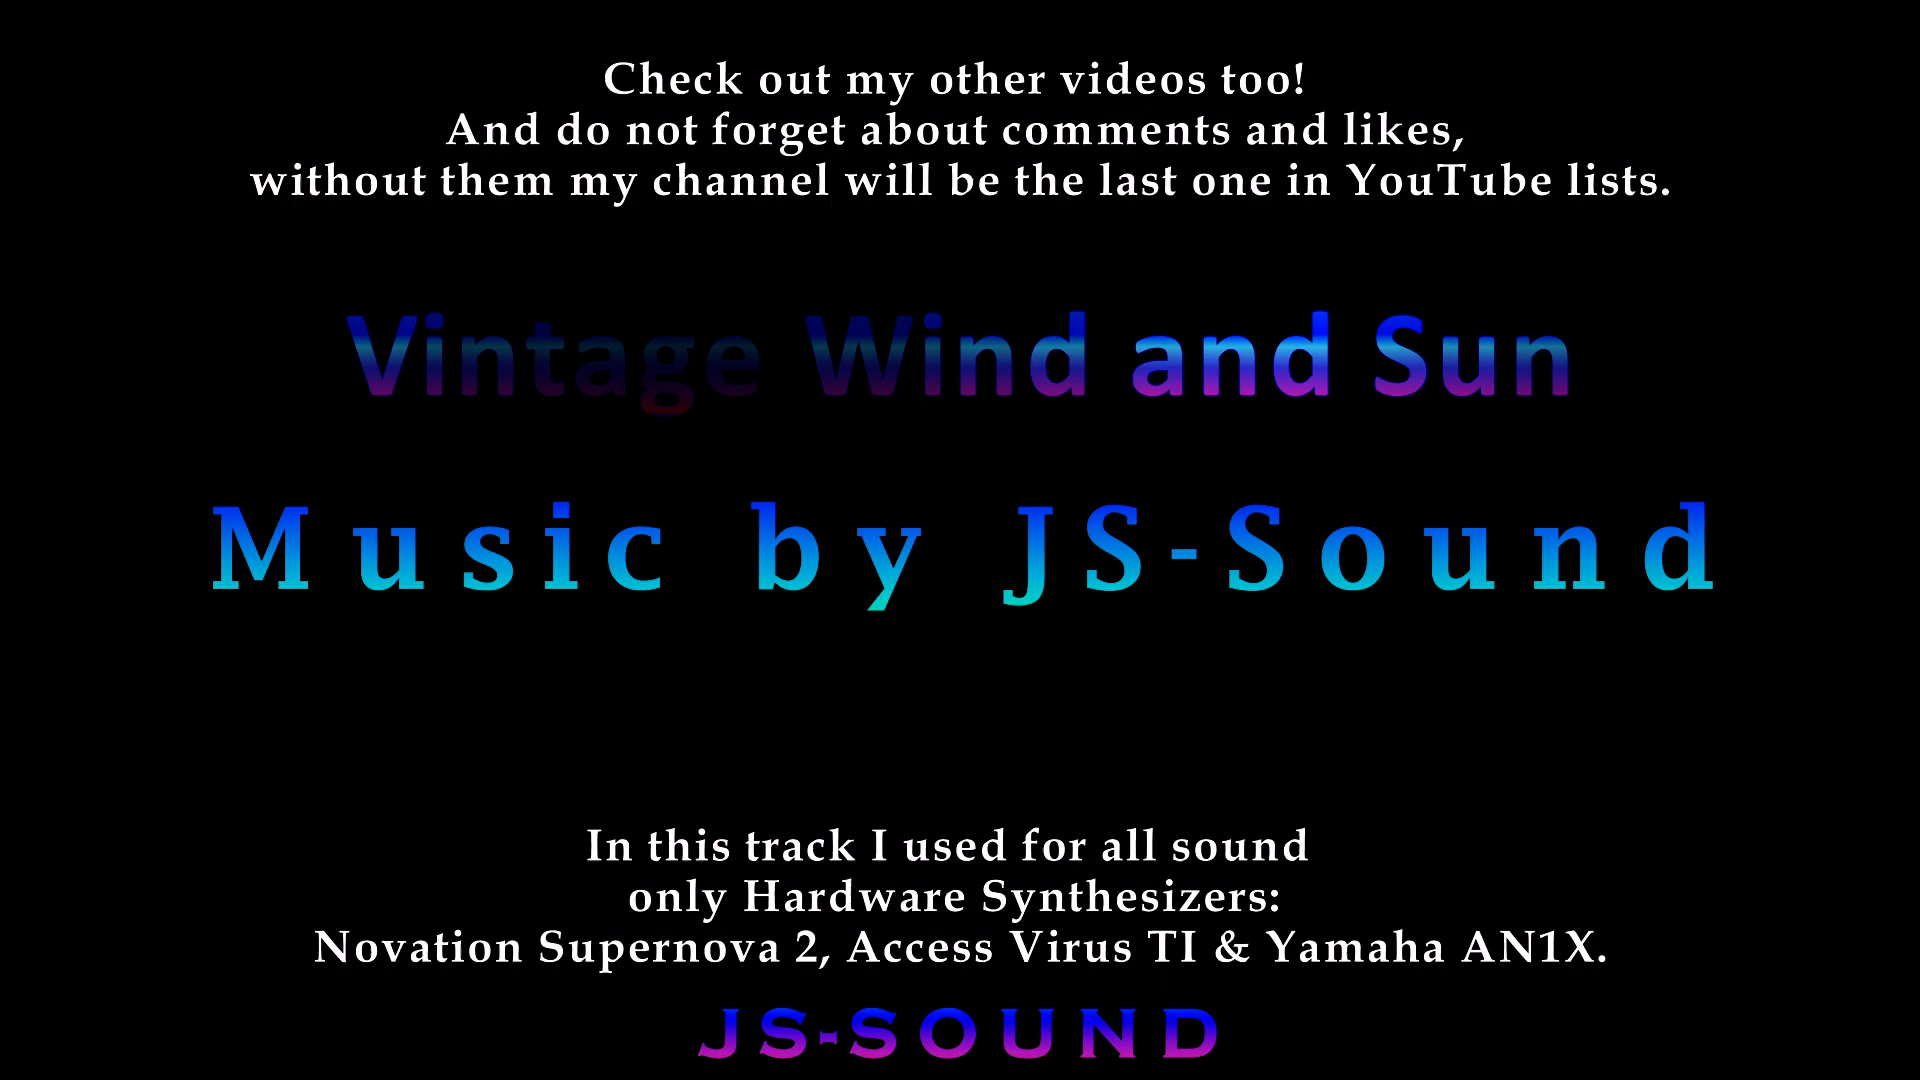 Check out my other videos too!
And do not forget about comments and likes,
without them my channel will be the last one in YouTube lists.
Vintage Wind and Sun
Music by JS-Sound
In this track I used for all sound
only Hardware Synthesizers:
Novation Supernova 2, Access Virus TI & Yamaha AN1X.
JS-SOUND